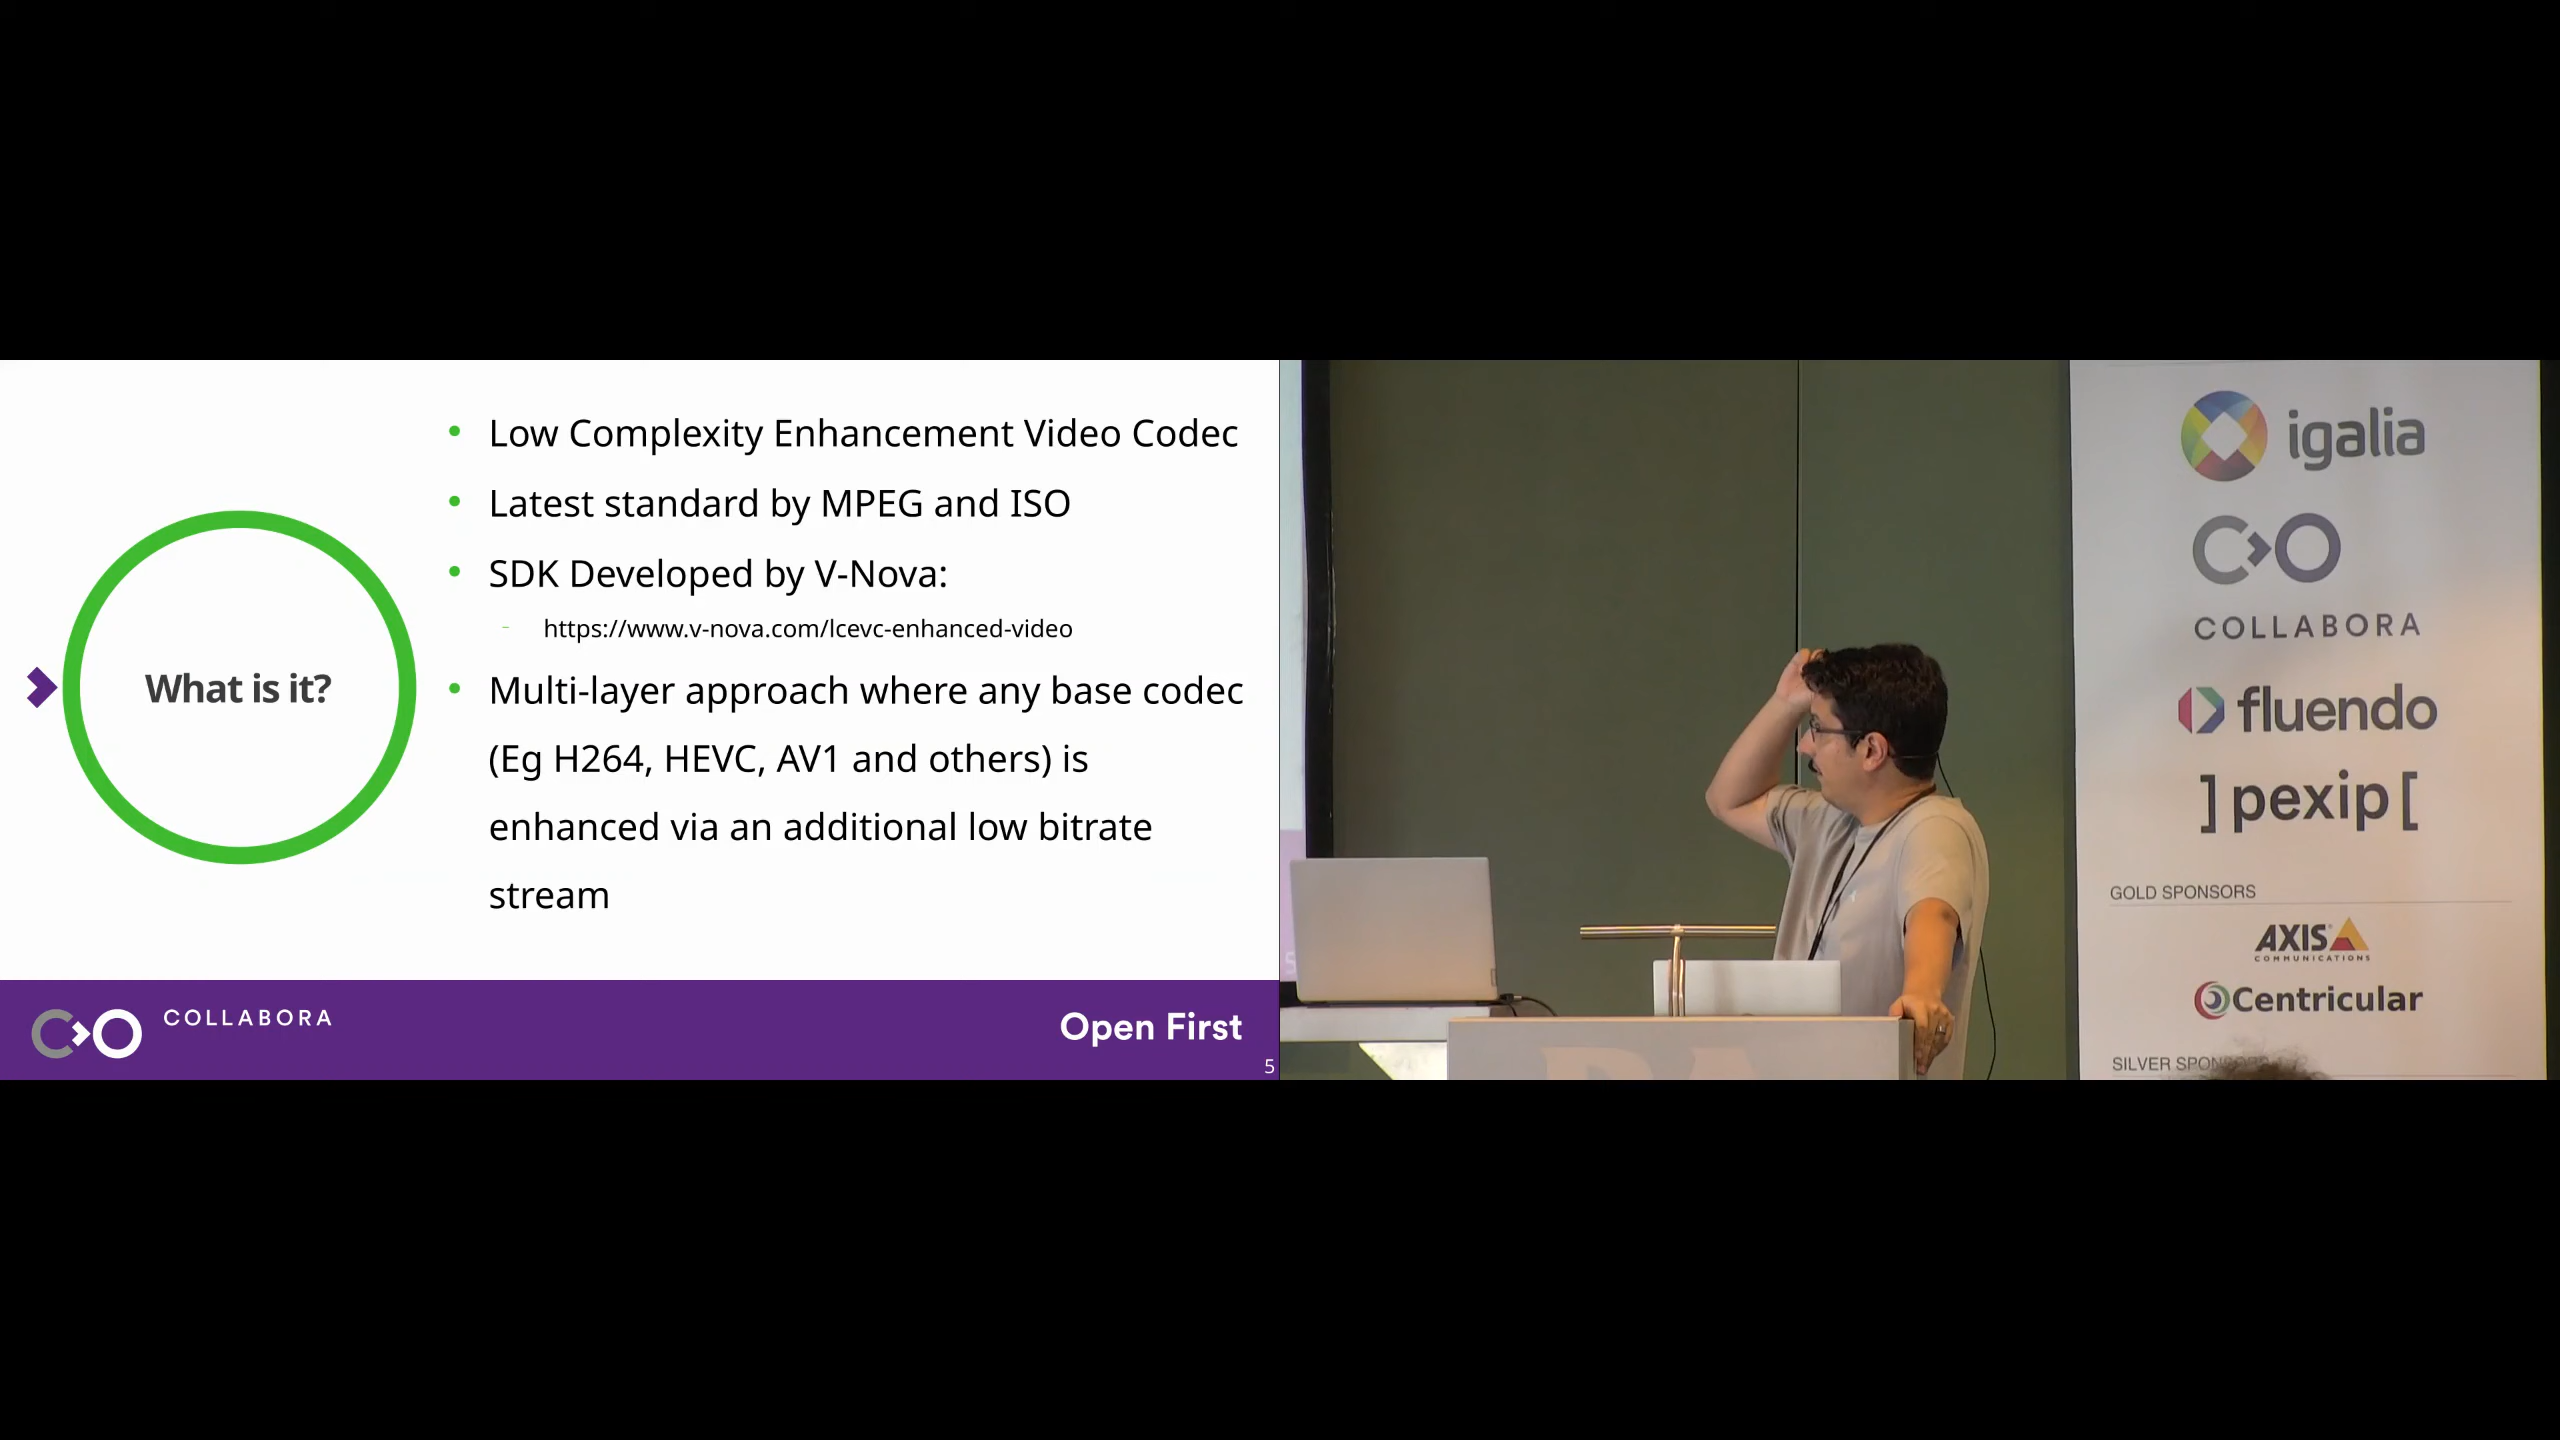 Low Complexity Enhancement Video Codec
Latest standard by MPEG and ISO
SDK Developed by V-Nova:
https://www.v-nova.com/lcevc-enhanced-video
What is it?
Multi-layer approach where any base codec
(Eg H264, HEVC, AV1 and others) is
enhanced via an additional low bitrate
stream
COLLABORA
Open First
5
igalia
COLLABORA
fluendo
]pexip[
GOLD SPONSORS
AXIS
COMMUNICATIONS
Centricular
SILVER SPONSORS